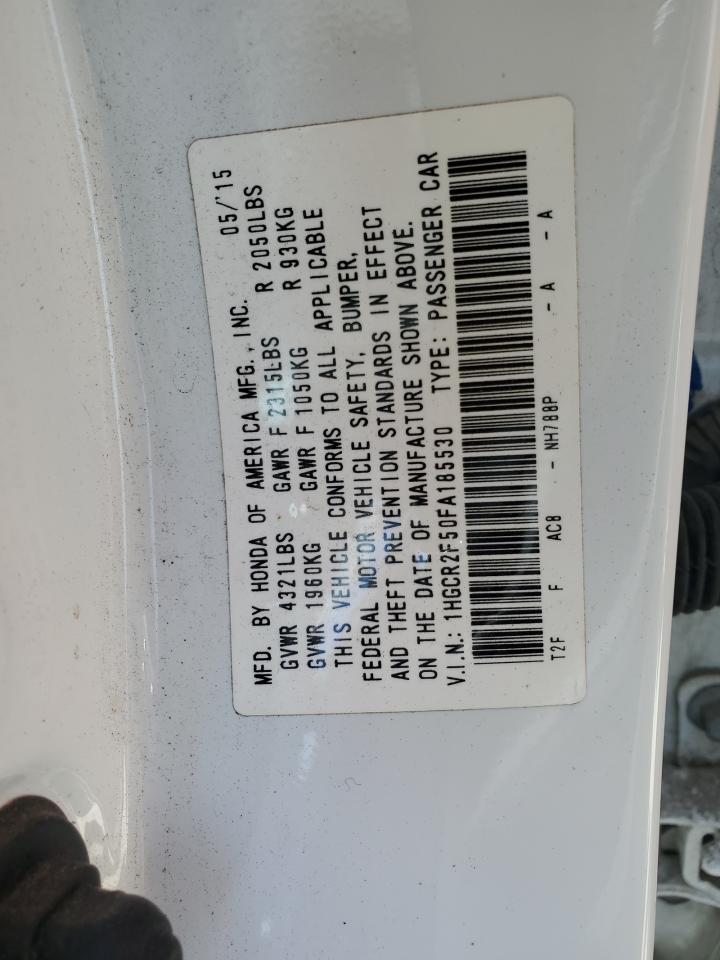 MFD. BY HONDA OF AMERICA MFG., INC. 05/'15
GVWR 4321LBS GAWR F 2315LBS R 2050LBS
GVWR 1960KG GAWR F 1050KG R 930KG
THIS VEHICLE CONFORMS TO ALL APPLICABLE
FEDERAL MOTOR VEHICLE SAFETY, BUMPER,
AND THEFT PREVENTION STANDARDS IN EFFECT
ON THE DATE OF MANUFACTURE SHOWN ABOVE.
V.I.N.: 1HGCR2F50FA185530 TYPE: PASSENGER CAR
T2F F AC8 - NH788P - A - A